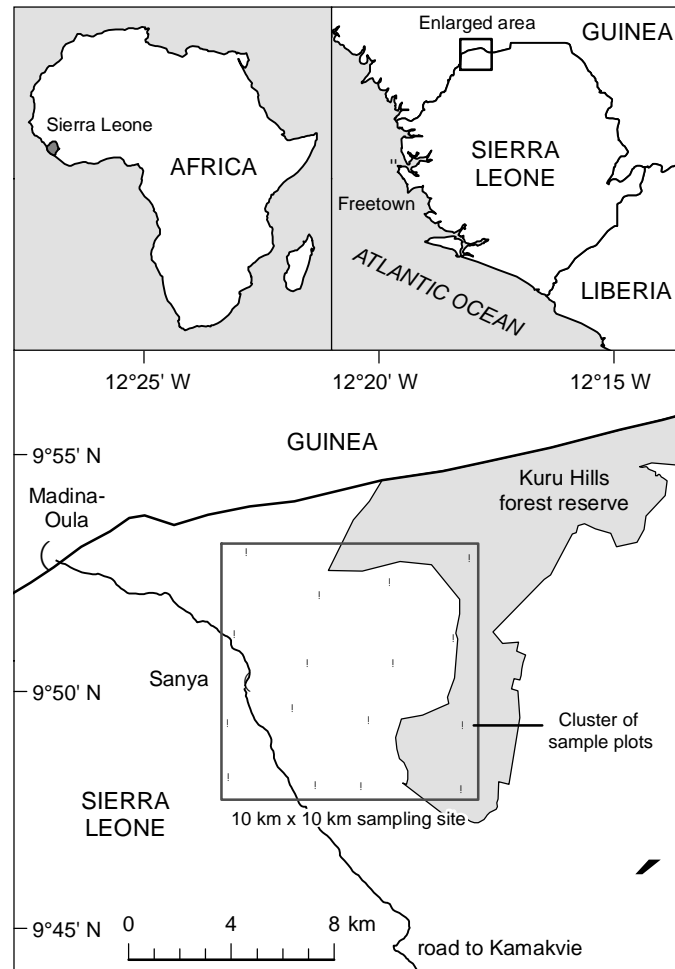 Enlarged area
GUINEA
Sierra Leone
AFRICA
SIERRA
LEONE
Freetown
ATLANTIC OCEAN
LIBERIA
12°25' W
12°20' W
12°15' W
GUINEA
9°55' N
Kuru Hills
forest reserve
Madina-
Oula
Sanya
9°50' N
Cluster of
sample plots
SIERRA
LEONE
10 km x 10 km sampling site
9°45' N
0 4 8 km
road to Kamakvie